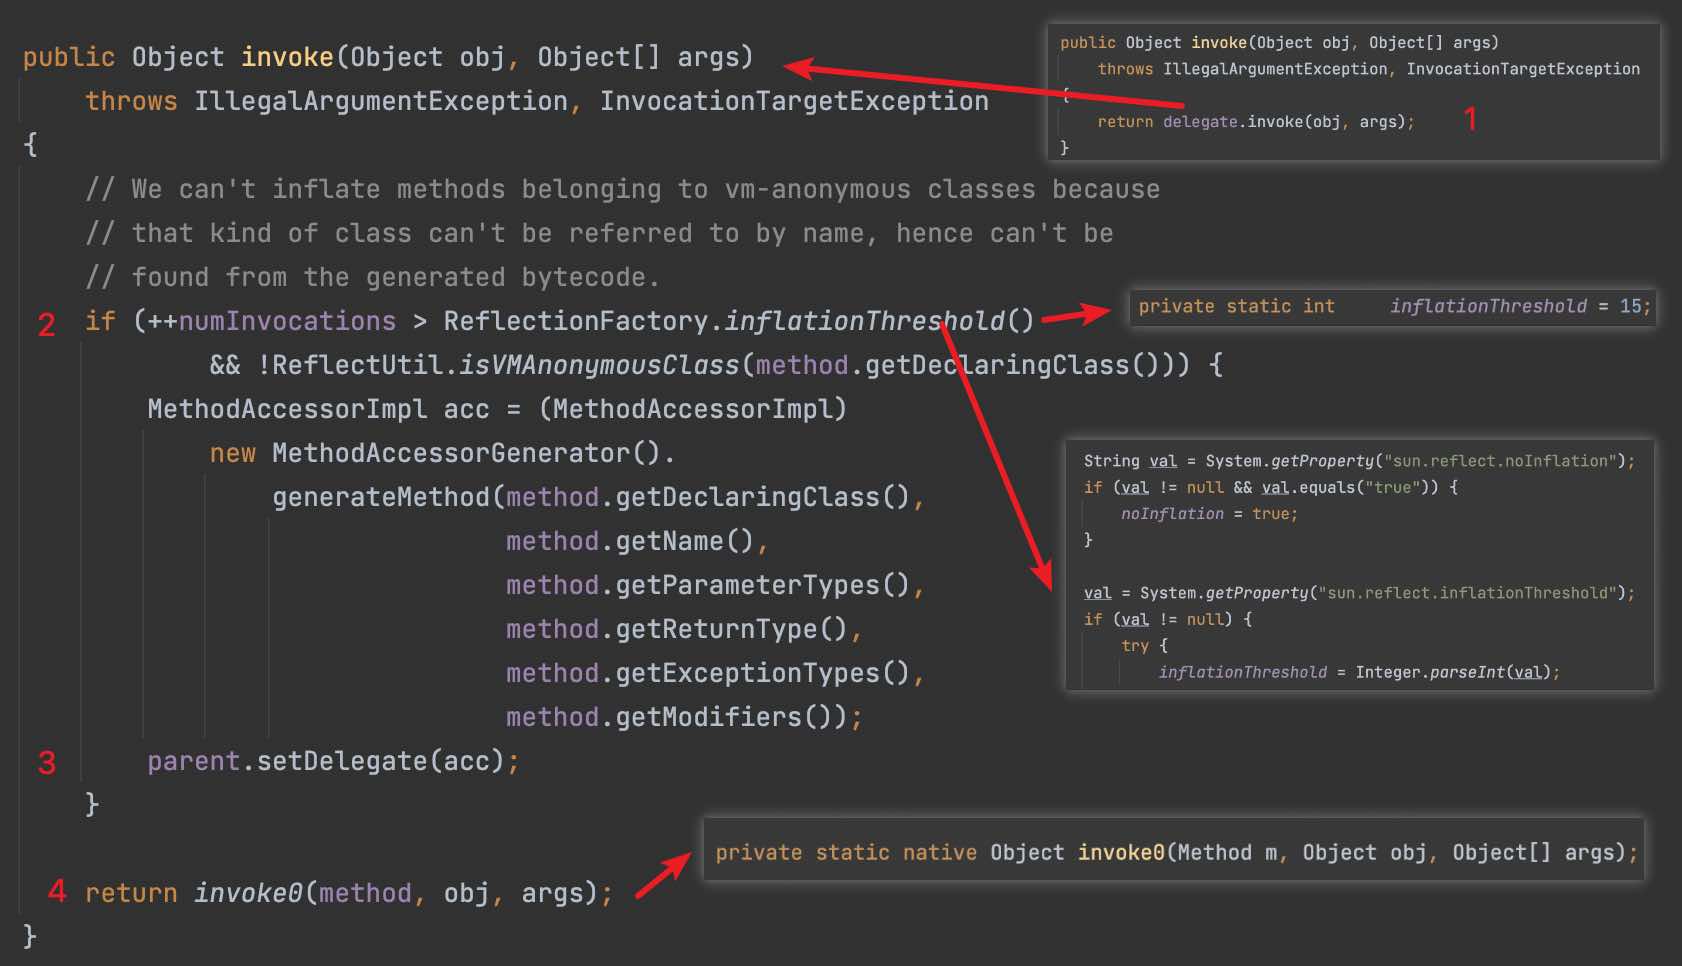 public Object invoke(Object obj, Object[] args)
    throws IllegalArgumentException, InvocationTargetException
{
    // We can't inflate methods belonging to vm-anonymous classes because
    // that kind of class can't be referred to by name, hence can't be
    // found from the generated bytecode.
2 if (++numInvocations > ReflectionFactory.inflationThreshold()
            && !ReflectUtil.isVMAnonymousClass(method.getDeclaringClass())) {
        MethodAccessorImpl acc = (MethodAccessorImpl)
            new MethodAccessorGenerator().
                generateMethod(method.getDeclaringClass(),
                               method.getName(),
                               method.getParameterTypes(),
                               method.getReturnType(),
                               method.getExceptionTypes(),
                               method.getModifiers());
3       parent.setDelegate(acc);
    }
4 return invoke0(method, obj, args);
}
public Object invoke(Object obj, Object[] args)
    throws IllegalArgumentException, InvocationTargetException
{
    return delegate.invoke(obj, args); 1
}
private static int     inflationThreshold = 15;
String val = System.getProperty("sun.reflect.noInflation");
if (val != null && val.equals("true")) {
    noInflation = true;
}
val = System.getProperty("sun.reflect.inflationThreshold");
if (val != null) {
    try {
        inflationThreshold = Integer.parseInt(val);
private static native Object invoke0(Method m, Object obj, Object[] args);